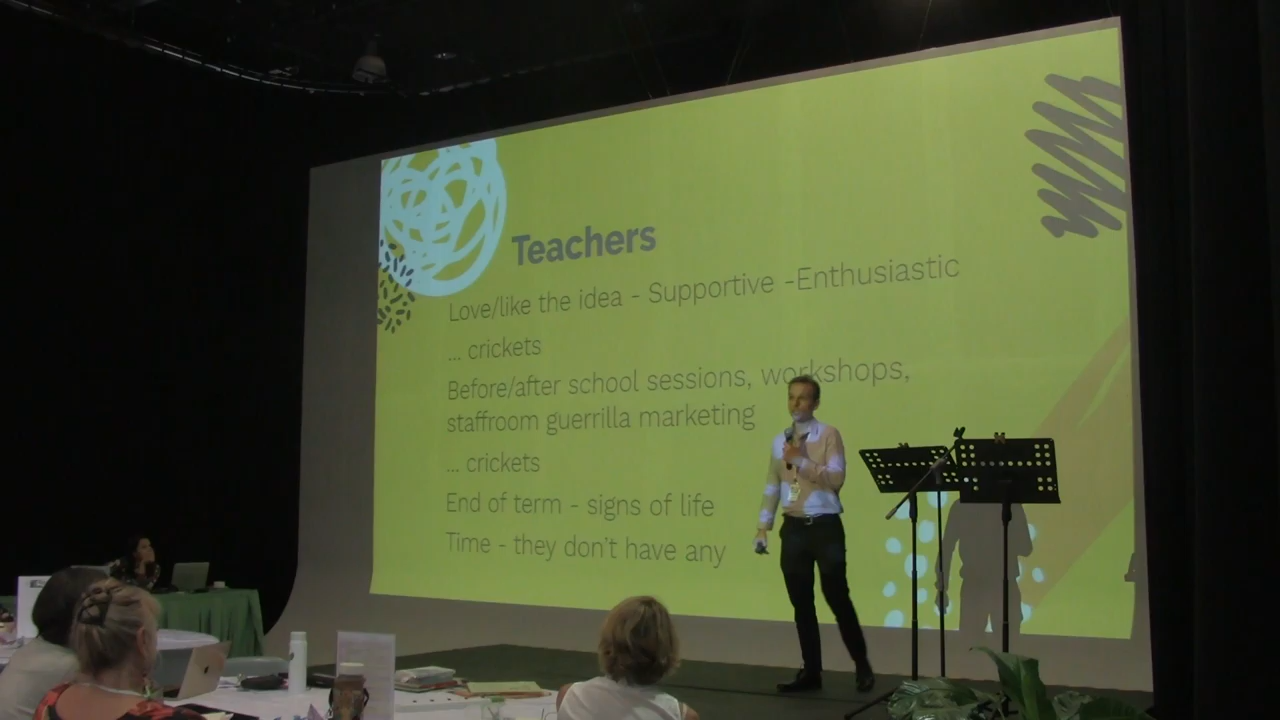 Teachers
Love/like the idea - Supportive -Enthusiastic
... crickets
Before/after school sessions, workshops,
staffroom guerrilla marketing
... crickets
End of term - signs of life
Time - they don't have any